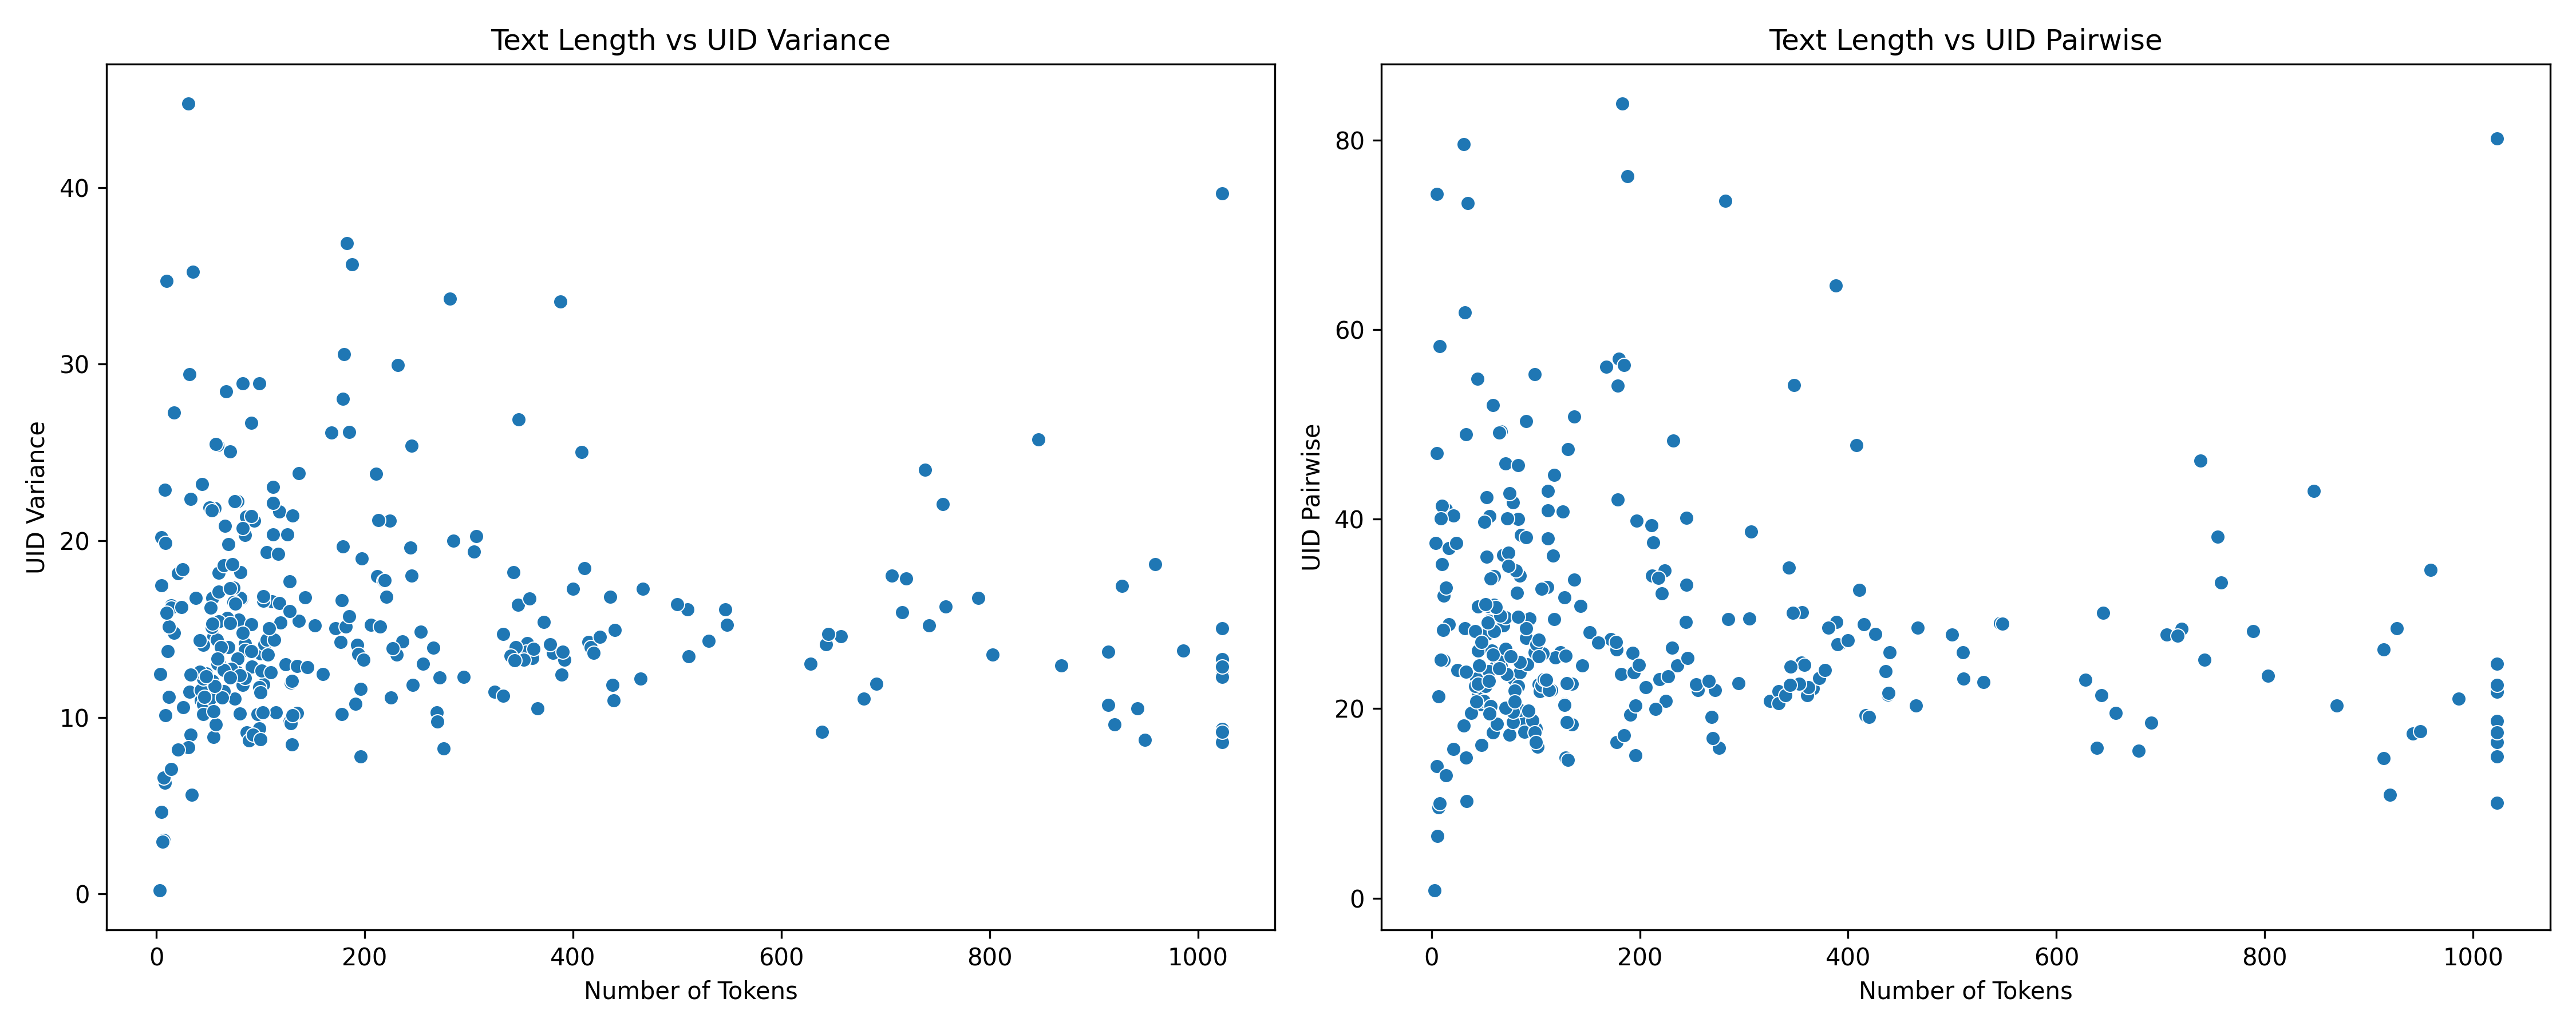 Text Length vs UID Variance
UID Variance
40
30
20
10
0
0 200 400 600 800 1000
Number of Tokens
Text Length vs UID Pairwise
UID Pairwise
80
60
40
20
0
0 200 400 600 800 1000
Number of Tokens